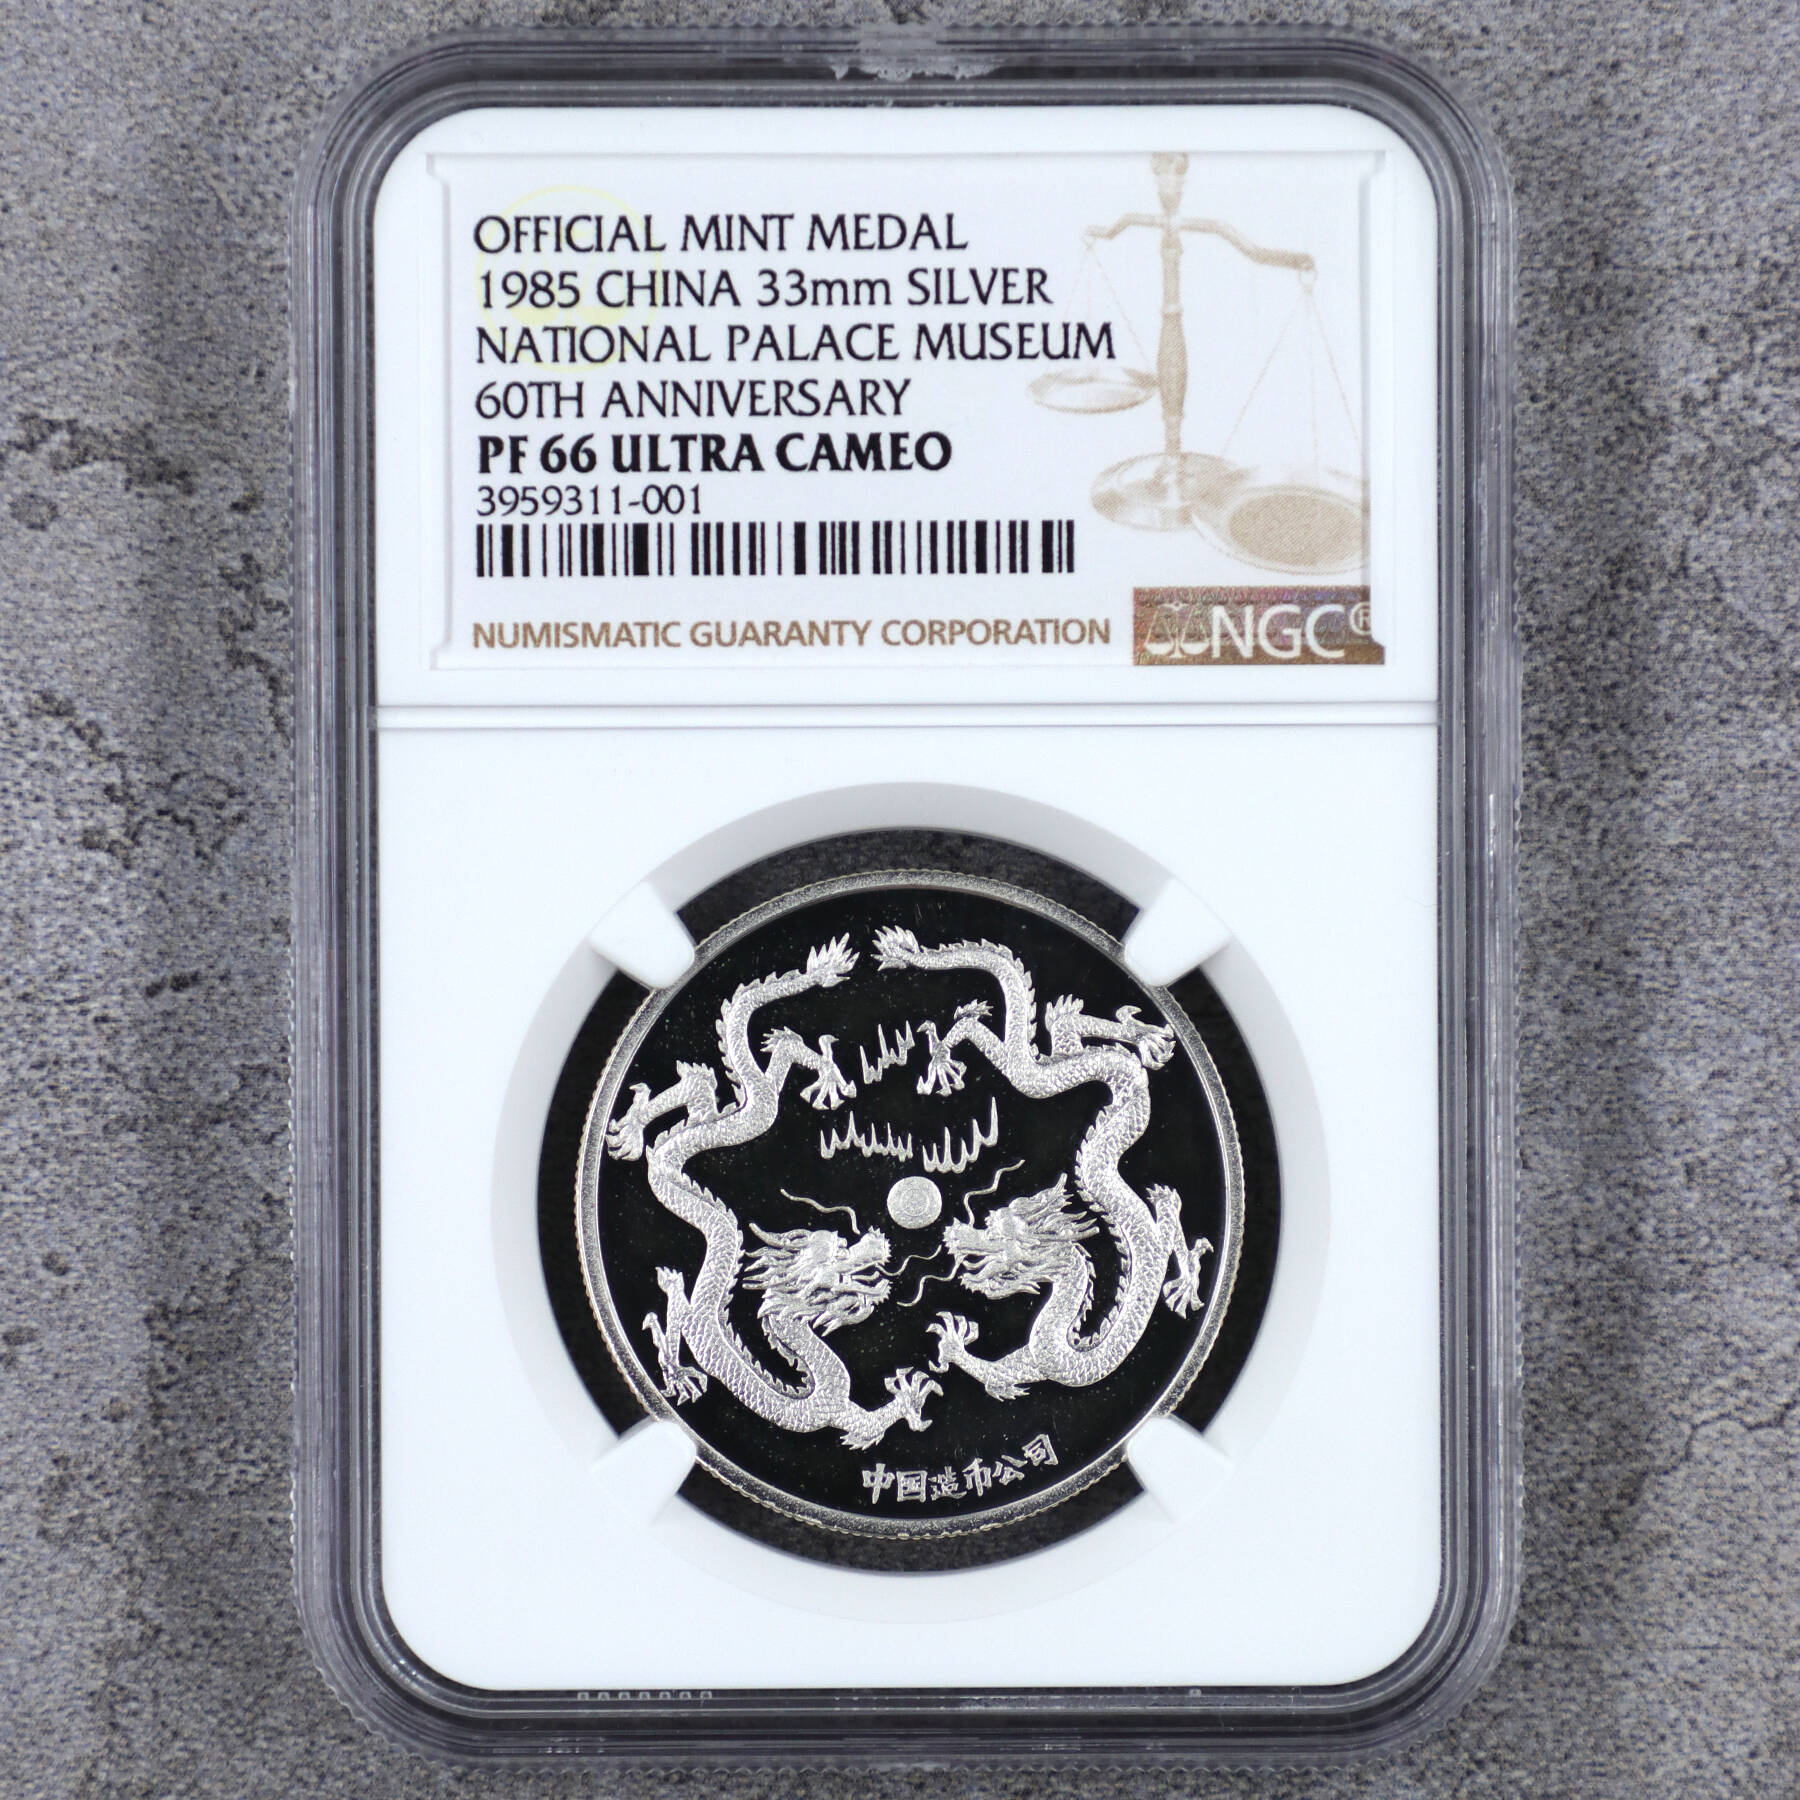 OFFICIAL MINT MEDAL
1985 CHINA 33mm SILVER
NATIONAL PALACE MUSEUM
60TH ANNIVERSARY
PF 66 ULTRA CAMEO
3959311-001
NUMISMATIC GUARANTY CORPORATION
NGC®
中国造币公司